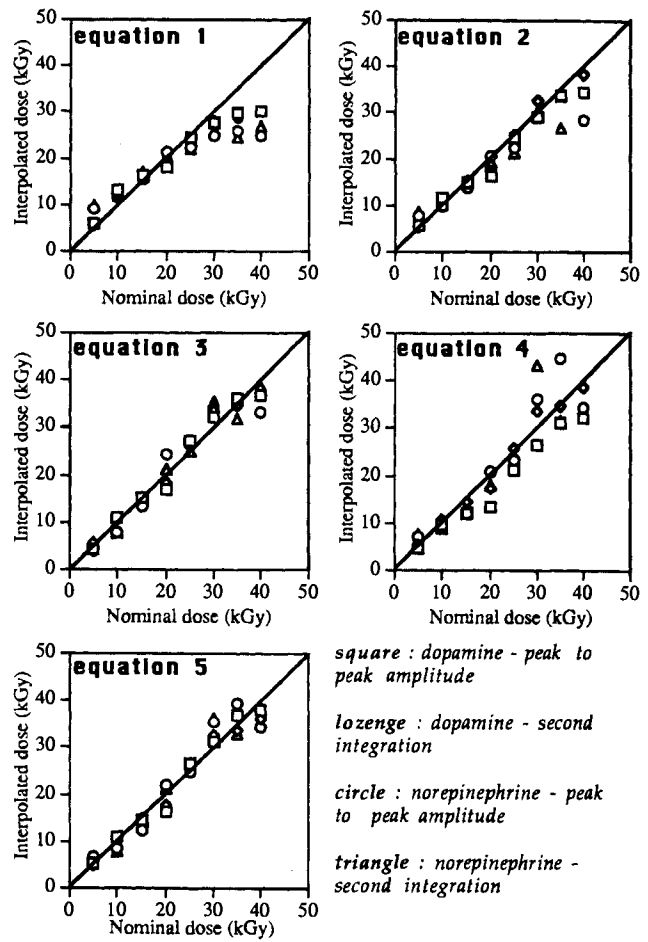 equation 1
Interpolated dose (kGy)
50
40
30
20
10
0
0 10 20 30 40 50
Nominal dose (kGy)
equation 2
Interpolated dose (kGy)
50
40
30
20
10
0
0 10 20 30 40 50
Nominal dose (kGy)
equation 3
Interpolated dose (kGy)
50
40
30
20
10
0
0 10 20 30 40 50
Nominal dose (kGy)
equation 4
Interpolated dose (kGy)
50
40
30
20
10
0
0 10 20 30 40 50
Nominal dose (kGy)
equation 5
Interpolated dose (kGy)
50
40
30
20
10
0
0 10 20 30 40 50
Nominal dose (kGy)
square : dopamine - peak to
peak amplitude
lozenge : dopamine - second
integration
circle : norepinephrine - peak
to peak amplitude
triangle : norepinephrine -
second integration